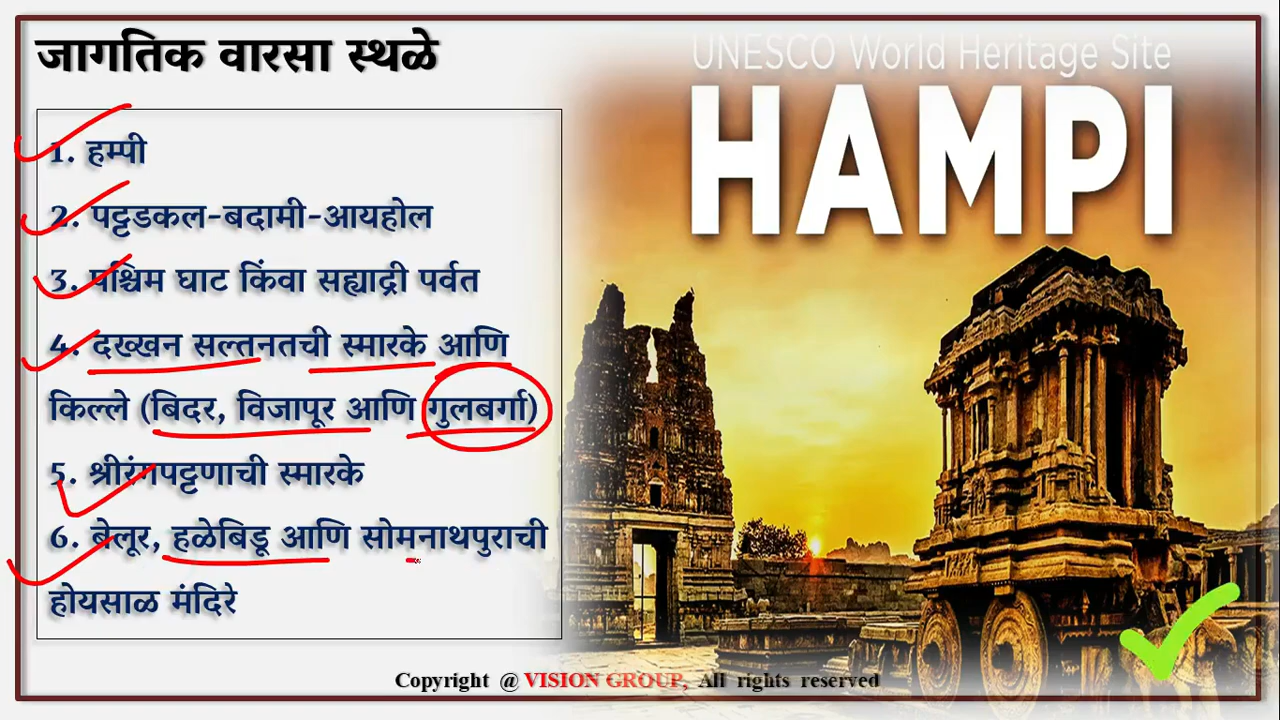 जागतिक वारसा स्थळे
UNESCO World Heritage Site
HAMPI
1. हम्पी
2. पट्टडकल-बदामी-आयहोल
3. पश्चिम घाट किंवा सह्याद्री पर्वत
4. दख्खन सल्तनतची स्मारके आणि
किल्ले (बिदर, विजापूर आणि गुलबर्गा)
5. श्रीरंगपट्टणाची स्मारके
6. बेलूर, हळेबिडू आणि सोमनाथपुराची
होयसाळ मंदिरे
Copyright @ VISION GROUP, All rights reserved